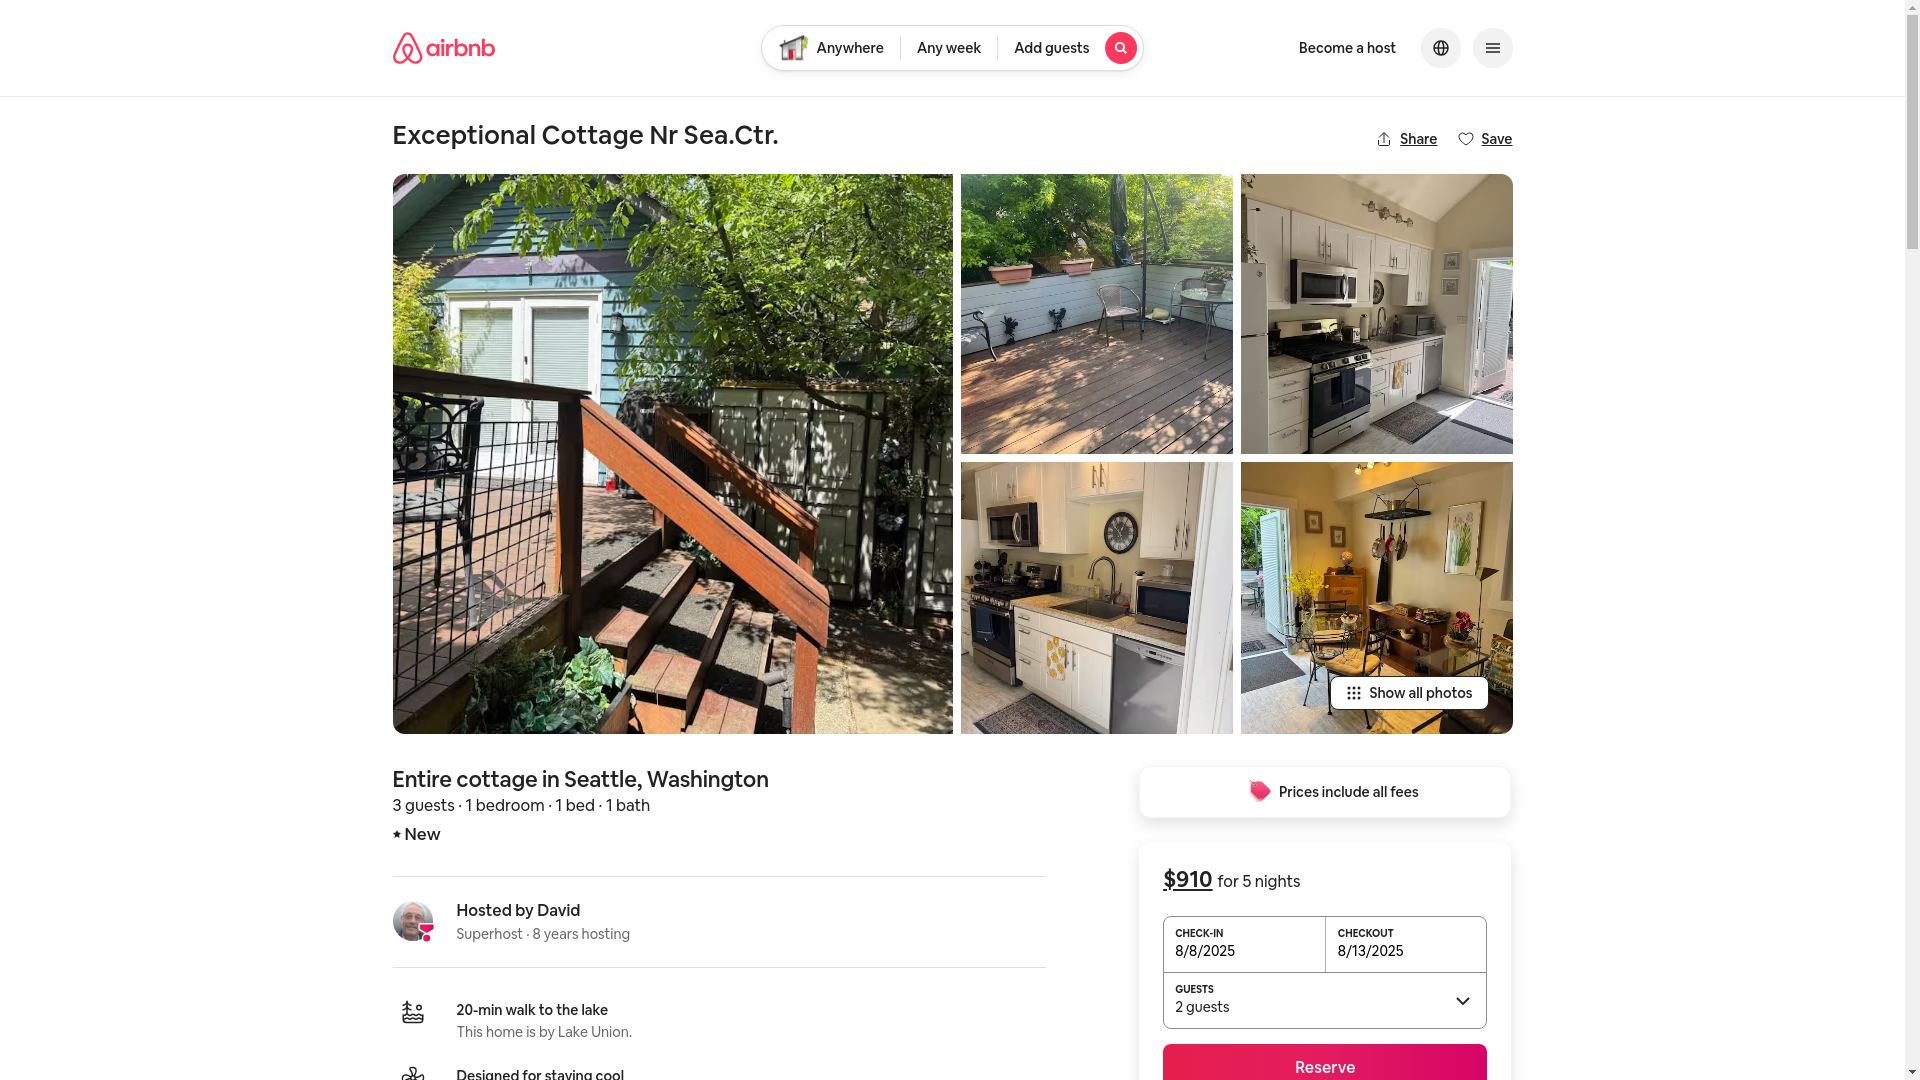 airbnb
Anywhere
Any week
Add guests
Become a host
Exceptional Cottage Nr Sea.Ctr.
Share
Save
Show all photos
Entire cottage in Seattle, Washington
3 guests · 1 bedroom · 1 bed · 1 bath
New
Hosted by David
Superhost · 8 years hosting
20-min walk to the lake
This home is by Lake Union.
Designed for staying cool
Prices include all fees
$910 for 5 nights
CHECK-IN
8/8/2025
CHECKOUT
8/13/2025
GUESTS
2 guests
Reserve